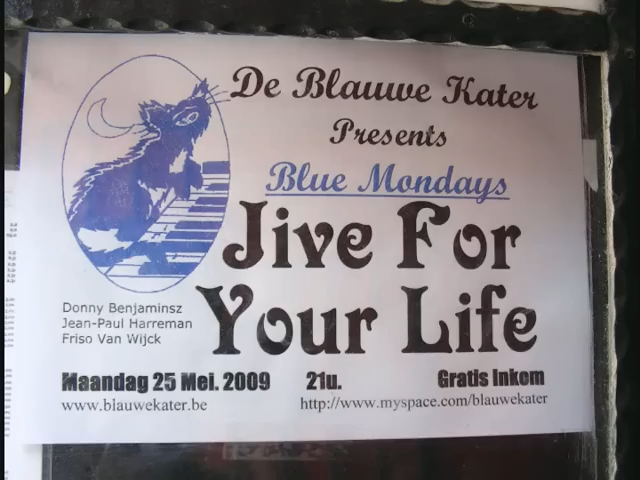 De Blauwe Kater
Presents
Blue Mondays
Jive For
Your Life
Donny Benjaminsz
Jean-Paul Harreman
Friso Van Wijck
Maandag 25 Mei. 2009 21u. Gratis Inkom
www.blauwekater.be http://www.myspace.com/blauwekater